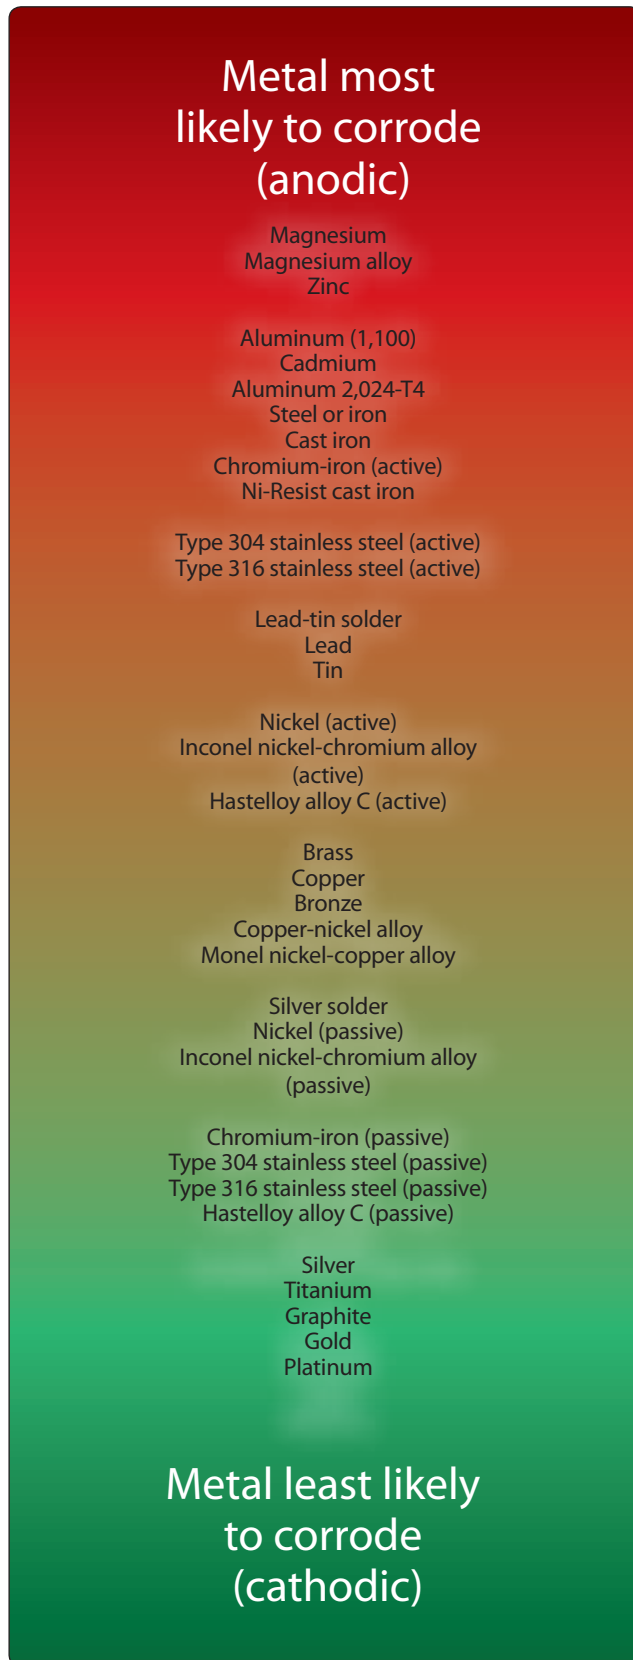 Metal most
likely to corrode
(anodic)
Magnesium
Magnesium alloy
Zinc
Aluminum (1,100)
Cadmium
Aluminum 2,024-T4
Steel or iron
Cast iron
Chromium-iron (active)
Ni-Resist cast iron
Type 304 stainless steel (active)
Type 316 stainless steel (active)
Lead-tin solder
Lead
Tin
Nickel (active)
Inconel nickel-chromium alloy
(active)
Hastelloy alloy C (active)
Brass
Copper
Bronze
Copper-nickel alloy
Monel nickel-copper alloy
Silver solder
Nickel (passive)
Inconel nickel-chromium alloy
(passive)
Chromium-iron (passive)
Type 304 stainless steel (passive)
Type 316 stainless steel (passive)
Hastelloy alloy C (passive)
Silver
Titanium
Graphite
Gold
Platinum
Metal least likely
to corrode
(cathodic)